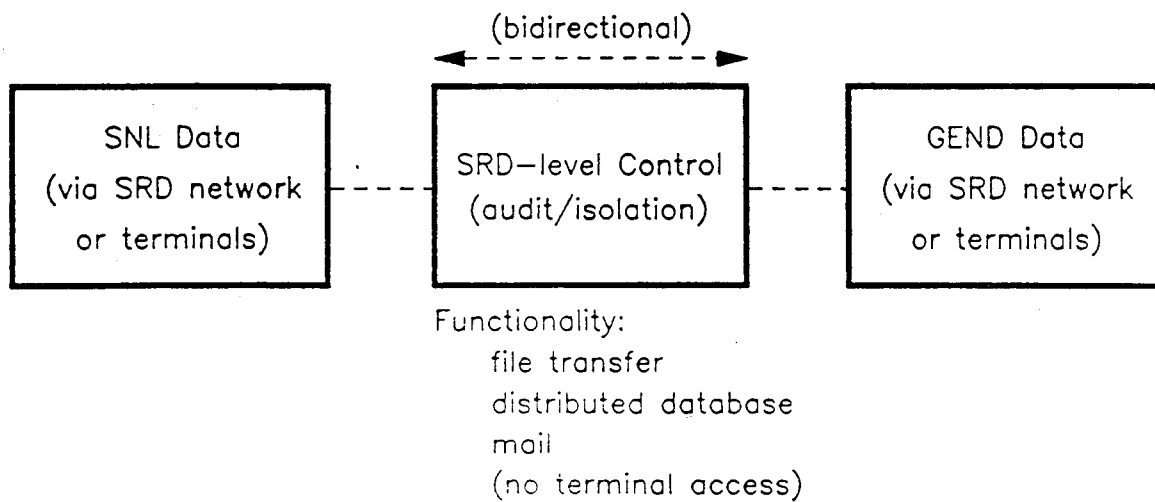 (bidirectional)
SNL Data
(via SRD network
or terminals)
SRD-level Control
(audit/isolation)
GEND Data
(via SRD network
or terminals)
Functionality:
file transfer
distributed database
mail
(no terminal access)